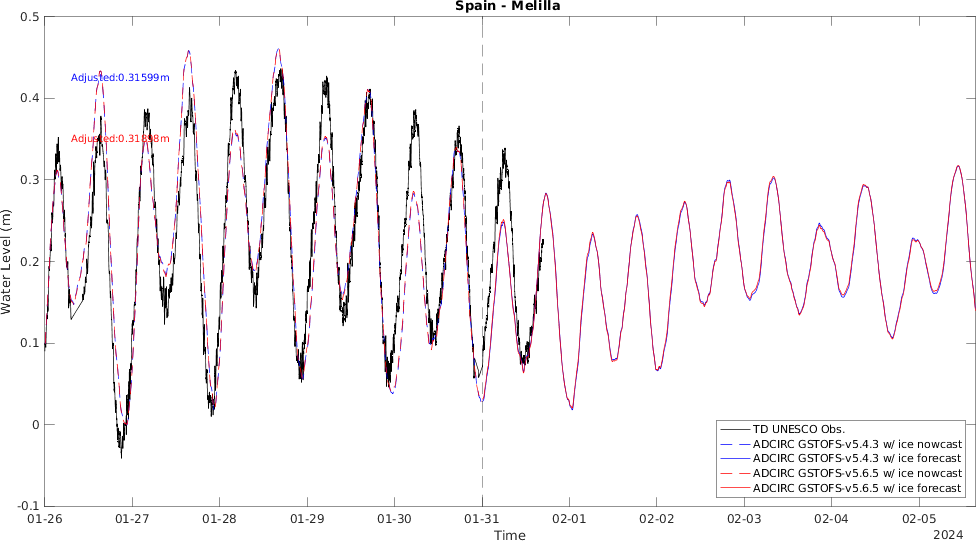 Spain - Melilla
0.5
0.4
0.3
0.2
0.1
0
-0.1
Water Level (m)
Adjusted:0.31599m
Adjusted:0.31898m
TD UNESCO Obs.
ADCIRC GSTOFS-v5.4.3 w/ ice nowcast
ADCIRC GSTOFS-v5.4.3 w/ ice forecast
ADCIRC GSTOFS-v5.6.5 w/ ice nowcast
ADCIRC GSTOFS-v5.6.5 w/ ice forecast
01-26 01-27 01-28 01-29 01-30 01-31 02-01 02-02 02-03 02-04 02-05
Time
2024